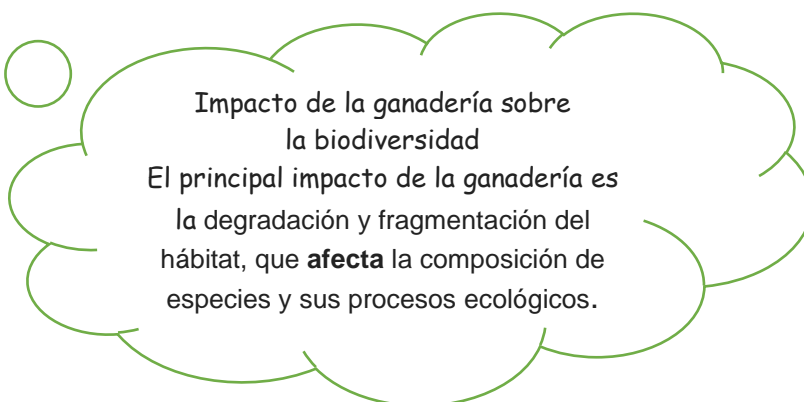 Impacto de la ganadería sobre
la biodiversidad
El principal impacto de la ganadería es
la degradación y fragmentación del
hábitat, que afecta la composición de
especies y sus procesos ecológicos.